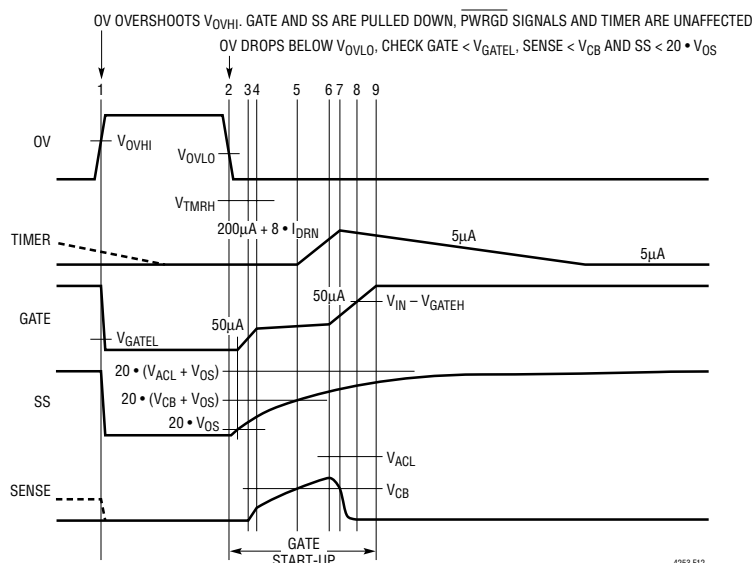 OV OVERSHOOTS VOVHI. GATE AND SS ARE PULLED DOWN, PWRGD SIGNALS AND TIMER ARE UNAFFECTED
OV DROPS BELOW VOVLO, CHECK GATE < VGATEL, SENSE < VCB AND SS < 20 • VOS
1 2 3 4 5 6 7 8 9
OV
VOVHI
VOVLO
VTMRH
200µA + 8 • IDRN
TIMER
5µA
5µA
GATE
VGATEL
50µA
50µA
VIN – VGATEH
SS
20 • (VACL + VOS)
20 • (VCB + VOS)
20 • VOS
VACL
SENSE
VCB
GATE
START-UP
4253 F12